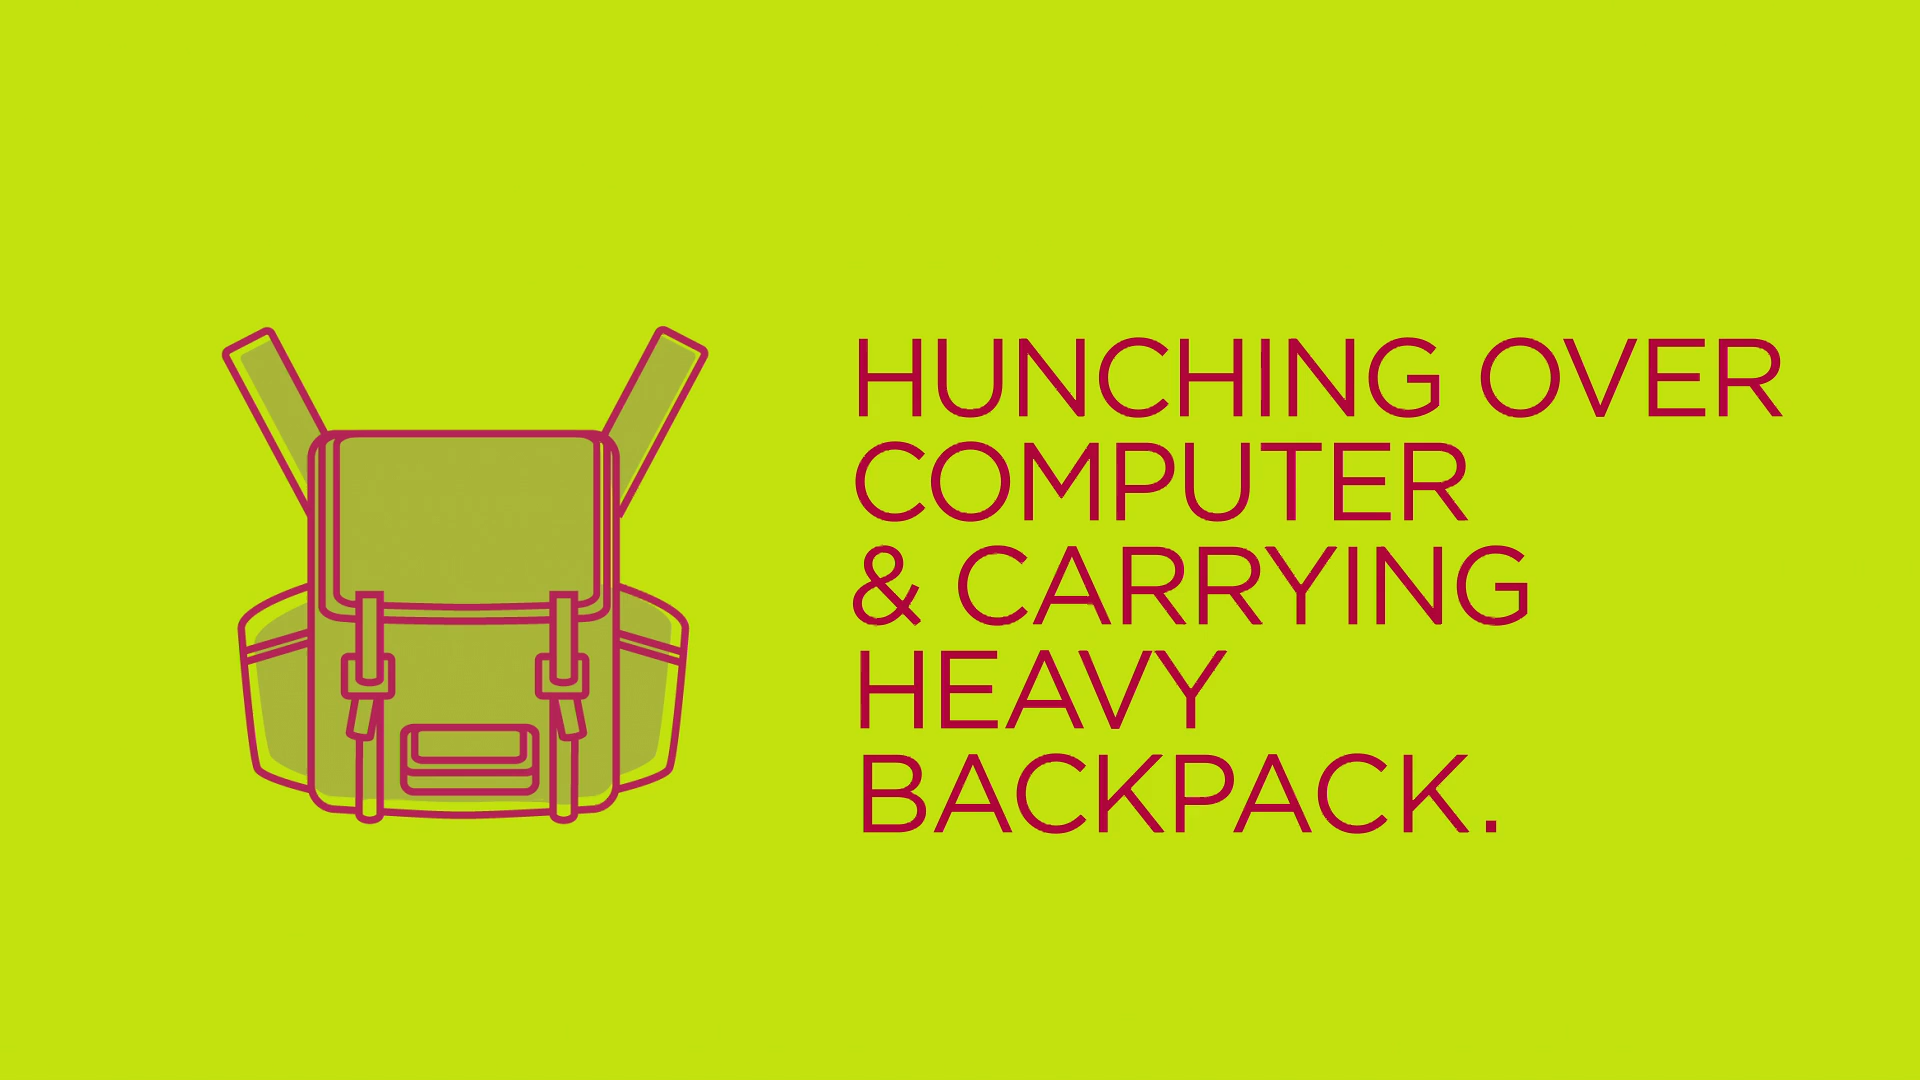 HUNCHING OVER
COMPUTER
& CARRYING
HEAVY
BACKPACK.